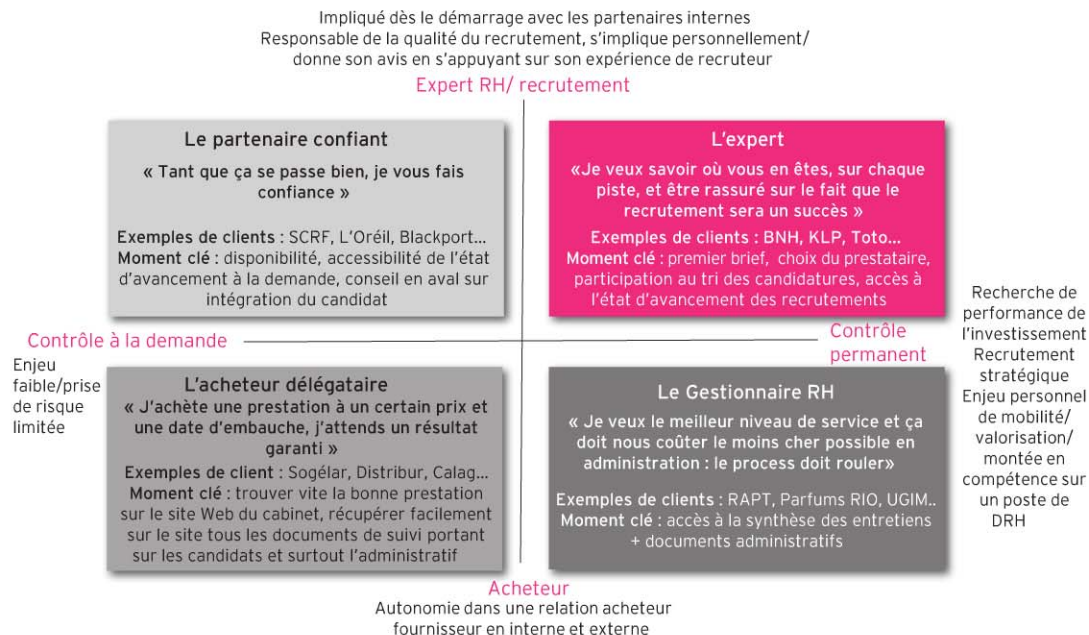 Impliqué dès le démarrage avec les partenaires internes
Responsable de la qualité du recrutement, s'implique personnellement/
donne son avis en s'appuyant sur son expérience de recruteur
Expert RH/ recrutement
Le partenaire confiant
« Tant que ça se passe bien, je vous fais
confiance »
Exemples de clients : SCRF, L'Oréil, Blackport...
Moment clé : disponibilité, accessibilité de l'état
d'avancement à la demande, conseil en aval sur
intégration du candidat
L'expert
«Je veux savoir où vous en êtes, sur chaque
piste, et être rassuré sur le fait que le
recrutement sera un succès »
Exemples de clients : BNH, KLP, Toto...
Moment clé : premier brief, choix du prestataire,
participation au tri des candidatures, accès à
l'état d'avancement des recrutements
Contrôle à la demande
Enjeu
faible/prise
de risque
limitée
Contrôle
permanent
Recherche de
performance de
l'investissement
Recrutement
stratégique
Enjeu personnel
de mobilité/
valorisation/
montée en
compétence sur
un poste de
DRH
L'acheteur délégataire
« J'achète une prestation à un certain prix et
une date d'embauche, j'attends un résultat
garanti »
Exemples de client : Sogélar, Distribur, Calag...
Moment clé : trouver vite la bonne prestation
sur le site Web du cabinet, récupérer facilement
sur le site tous les documents de suivi portant
sur les candidats et surtout l'administratif
Le Gestionnaire RH
« Je veux le meilleur niveau de service et ça
doit nous coûter le moins cher possible en
administration : le process doit rouler»
Exemples de clients : RAPT, Parfums RIO, UGIM..
Moment clé : accès à la synthèse des entretiens
+ documents administratifs
Acheteur
Autonomie dans une relation acheteur
fournisseur en interne et externe